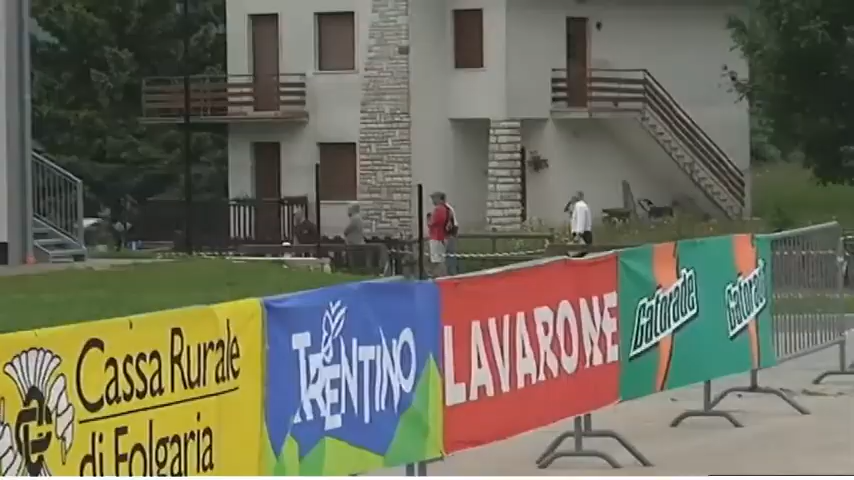 Cassa Rurale
di Folgaria
TRENTINO
LAVARONE
Gatorade
Gatorade